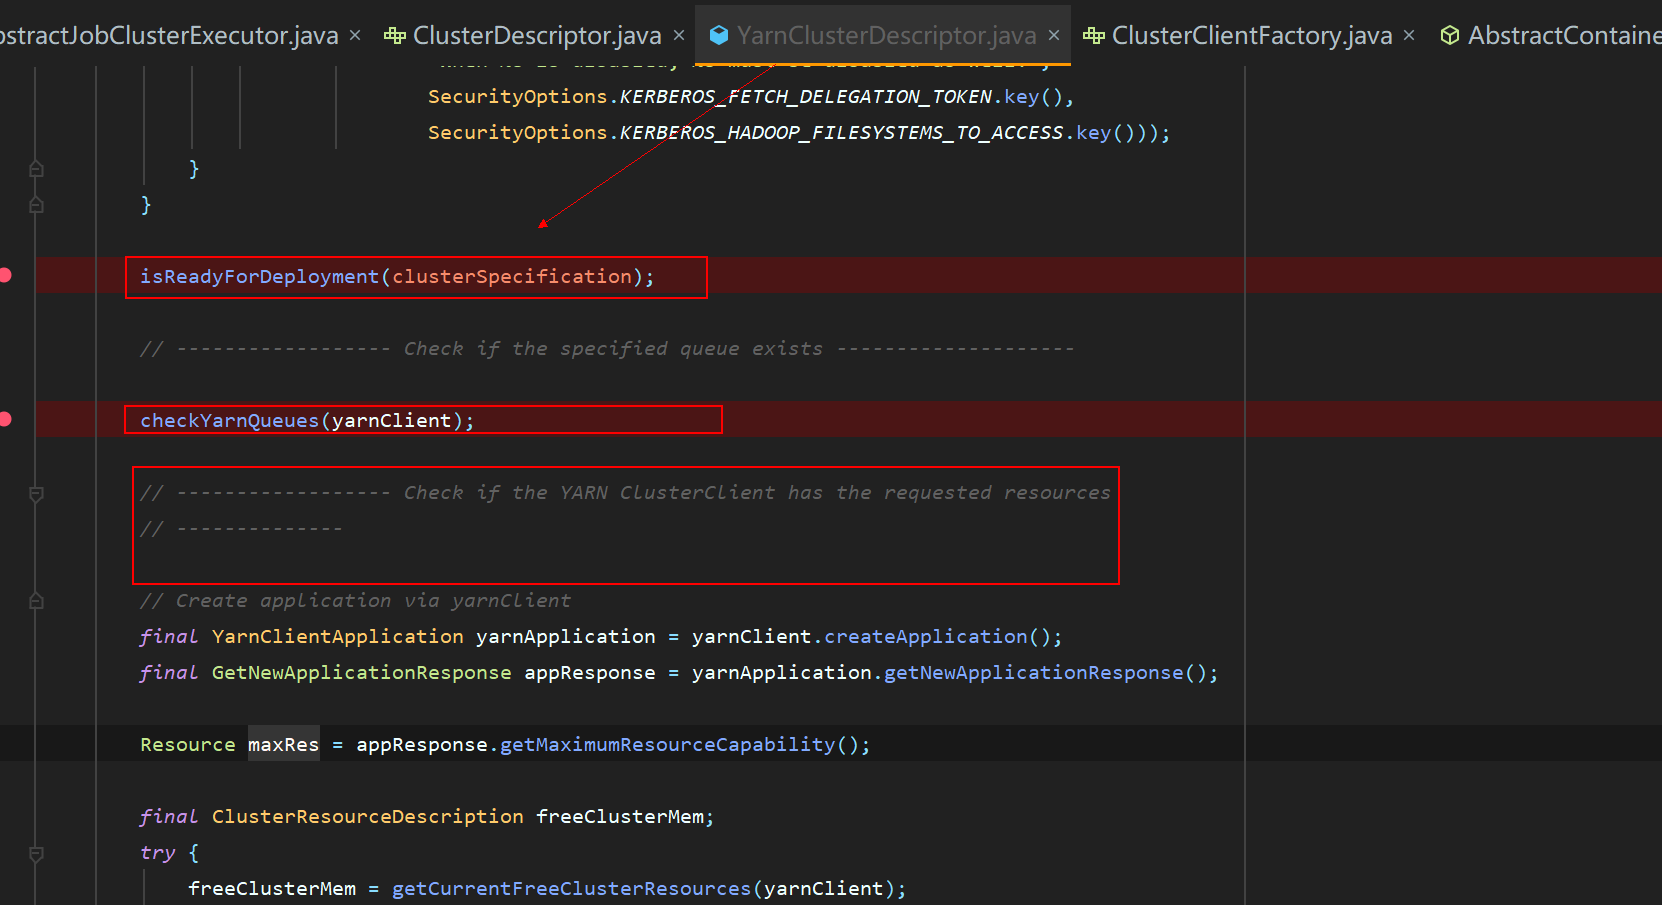 bstractJobClusterExecutor.java × ClusterDescriptor.java × YarnClusterDescriptor.java × ClusterClientFactory.java × AbstractContaine
SecurityOptions.KERBEROS_FETCH_DELEGATION_TOKEN.key(),
SecurityOptions.KERBEROS_HADOOP_FILESYSTEMS_TO_ACCESS.key()));
}
}
isReadyForDeployment(clusterSpecification);
// ------------------ Check if the specified queue exists --------------------
checkYarnQueues(yarnClient);
// ------------------ Check if the YARN ClusterClient has the requested resources
// --------------
// Create application via yarnClient
final YarnClientApplication yarnApplication = yarnClient.createApplication();
final GetNewApplicationResponse appResponse = yarnApplication.getNewApplicationResponse();
Resource maxRes = appResponse.getMaximumResourceCapability();
final ClusterResourceDescription freeClusterMem;
try {
freeClusterMem = getCurrentFreeClusterResources(yarnClient);